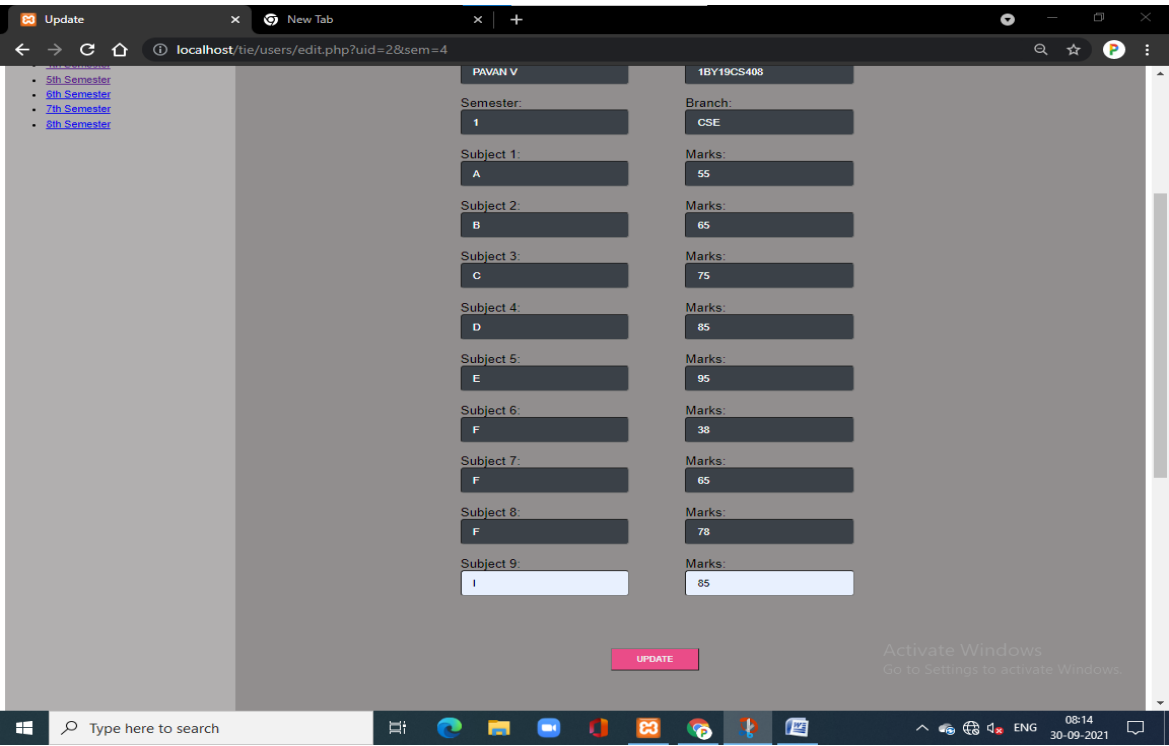 Update
New Tab
localhost/tie/users/edit.php?uid=2&sem=4
4th Semester
5th Semester
6th Semester
7th Semester
8th Semester
PAVAN V 1BY19CS408
Semester: Branch:
1 CSE
Subject 1: Marks:
A 55
Subject 2: Marks:
B 65
Subject 3: Marks:
C 75
Subject 4: Marks:
D 85
Subject 5: Marks:
E 95
Subject 6: Marks:
F 38
Subject 7: Marks:
F 65
Subject 8: Marks:
F 78
Subject 9: Marks:
I 85
UPDATE
Activate Windows
Go to Settings to activate Windows.
Type here to search
ENG
08:14
30-09-2021